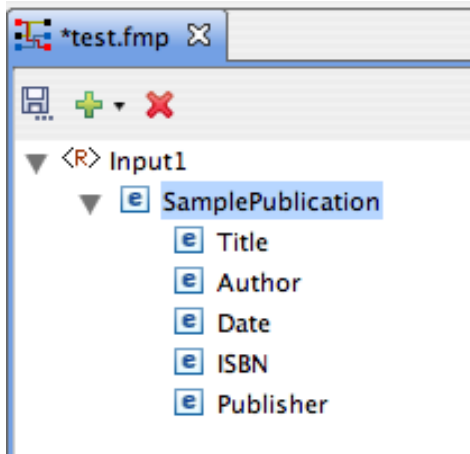 *test.fmp
<R> Input1
e SamplePublication
e Title
e Author
e Date
e ISBN
e Publisher